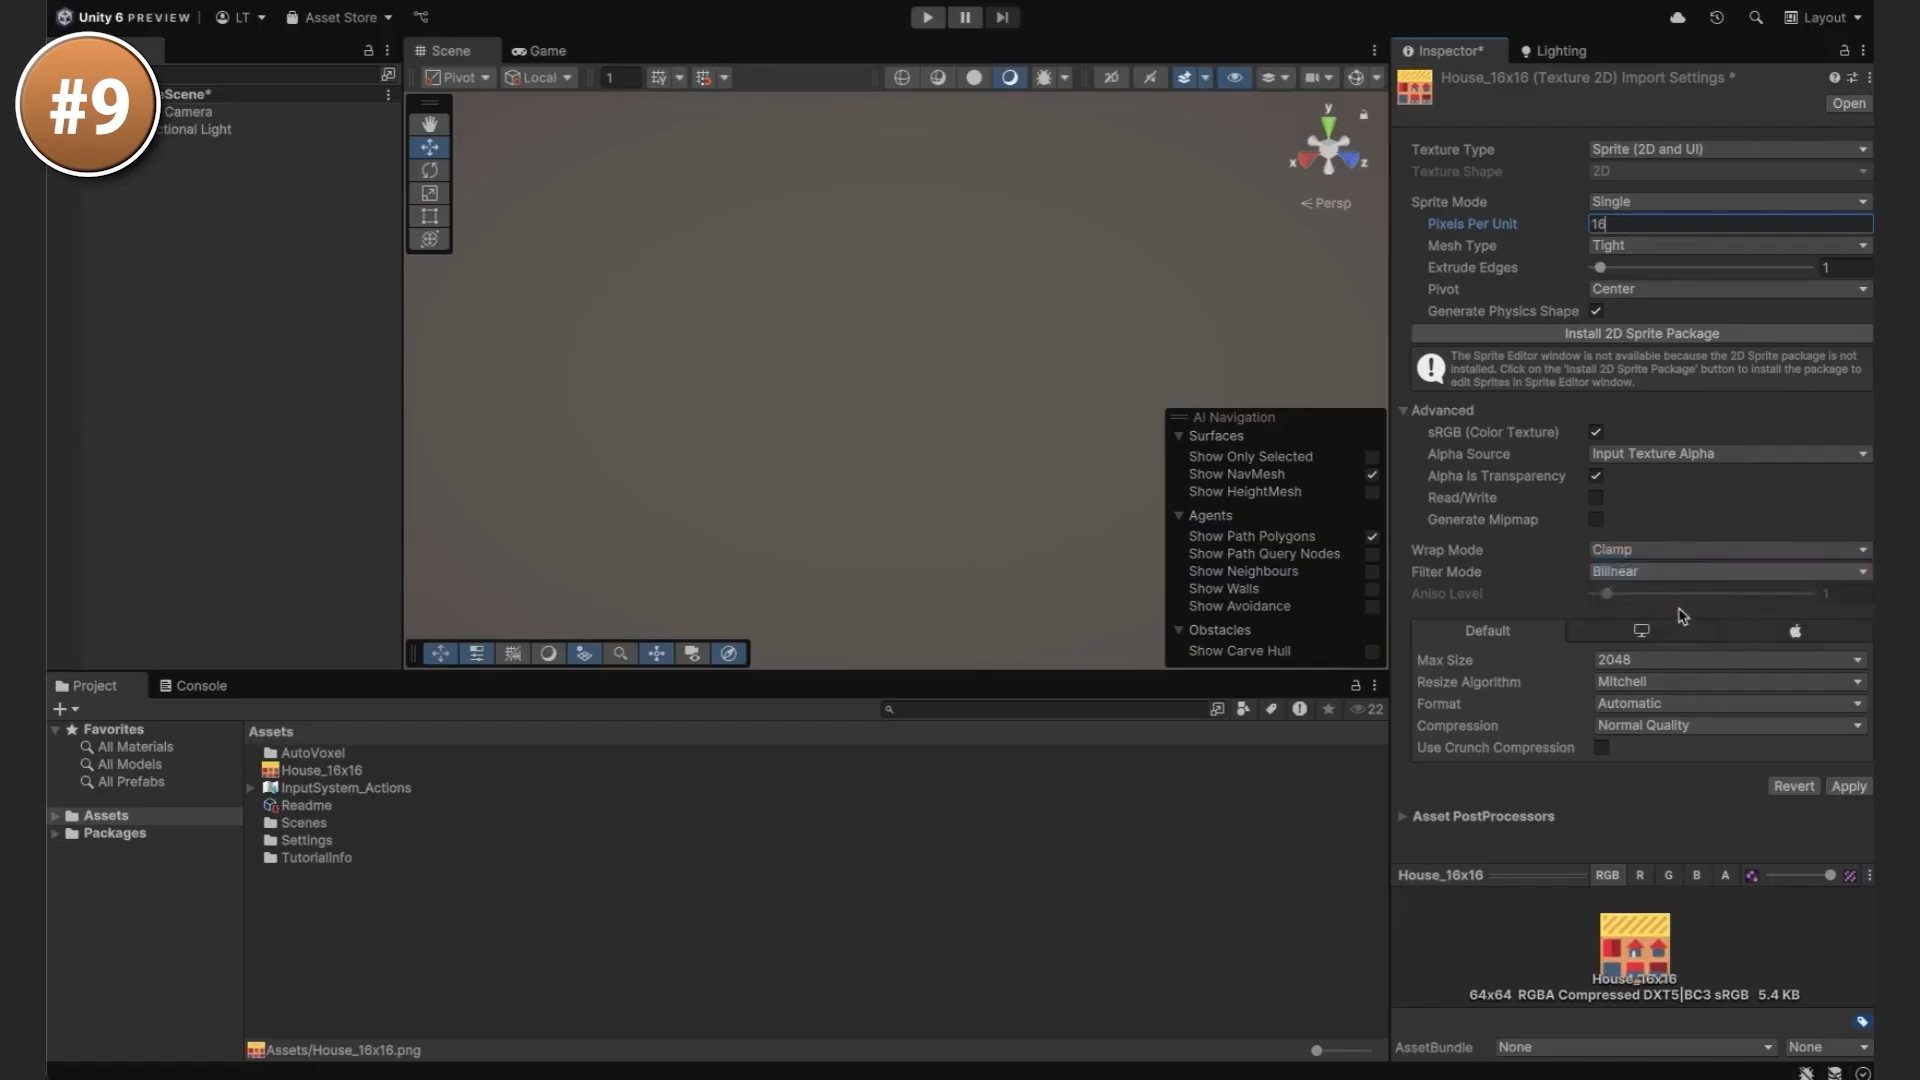 Unity 6 PREVIEW
LT
Asset Store
Layout
#9
eScene*
Camera
ctional Light
Scene
Game
Pivot
Local
1
y
x
z
Persp
AI Navigation
Surfaces
Show Only Selected
Show NavMesh
Show HeightMesh
Agents
Show Path Polygons
Show Path Query Nodes
Show Neighbours
Show Walls
Show Avoidance
Obstacles
Show Carve Hull
Inspector*
Lighting
House_16x16 (Texture 2D) Import Settings *
Open
Texture Type
Sprite (2D and UI)
Texture Shape
2D
Sprite Mode
Single
Pixels Per Unit
16
Mesh Type
Tight
Extrude Edges
1
Pivot
Center
Generate Physics Shape
Install 2D Sprite Package
The Sprite Editor window is not available because the 2D Sprite package is not
installed. Click on the 'Install 2D Sprite Package' button to install the package to
edit Sprites in Sprite Editor window.
Advanced
sRGB (Color Texture)
Alpha Source
Input Texture Alpha
Alpha Is Transparency
Read/Write
Generate Mipmap
Wrap Mode
Clamp
Filter Mode
Bilinear
Aniso Level
1
Default
Max Size
2048
Resize Algorithm
Mitchell
Format
Automatic
Compression
Normal Quality
Use Crunch Compression
Revert
Apply
Asset PostProcessors
House_16x16
RGB
R
G
B
A
House_16x16
64x64 RGBA Compressed DXT5|BC3 sRGB 5.4 KB
AssetBundle
None
None
Project
Console
22
Favorites
All Materials
All Models
All Prefabs
Assets
Packages
Assets
AutoVoxel
House_16x16
InputSystem_Actions
Readme
Scenes
Settings
TutorialInfo
Assets/House_16x16.png